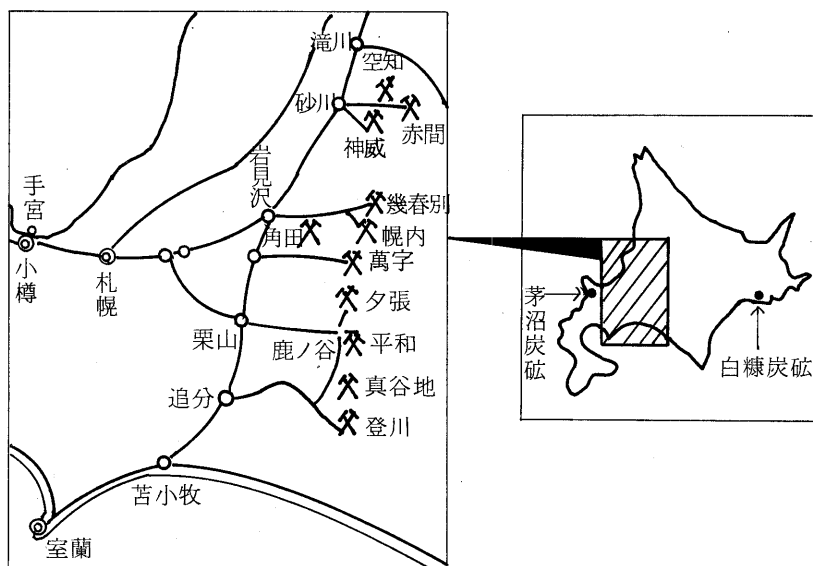 滝川
空知
砂川
赤間
神威
岩見沢
幾春別
手宮
角田
幌内
小樽
札幌
萬字
夕張
栗山
鹿ノ谷
平和
追分
真谷地
登川
苫小牧
室蘭
茅沼炭砿
白糠炭砿